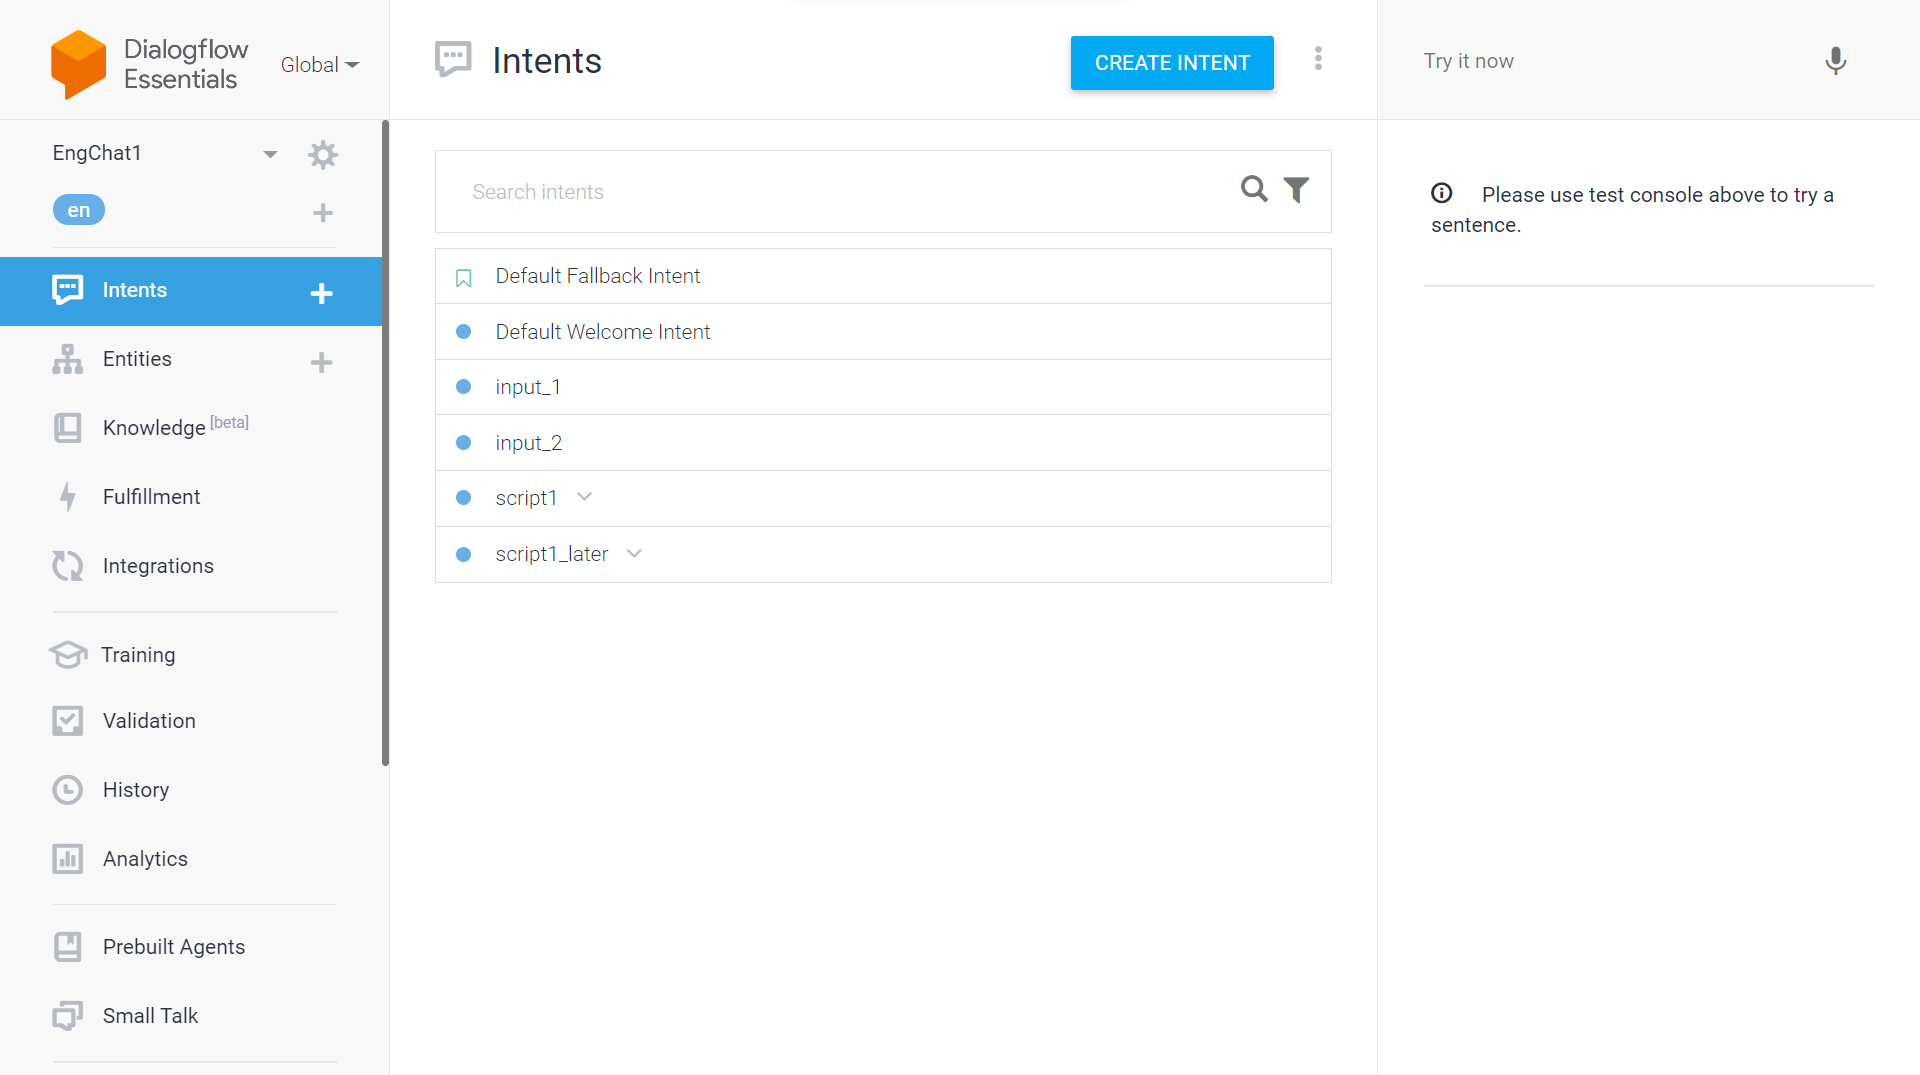 Dialogflow
Essentials
Global
EngChat1
en
Intents
Entities
Knowledge [beta]
Fulfillment
Integrations
Training
Validation
History
Analytics
Prebuilt Agents
Small Talk
Intents
CREATE INTENT
Search intents
Default Fallback Intent
Default Welcome Intent
input_1
input_2
script1
script1_later
Try it now
Please use test console above to try a
sentence.